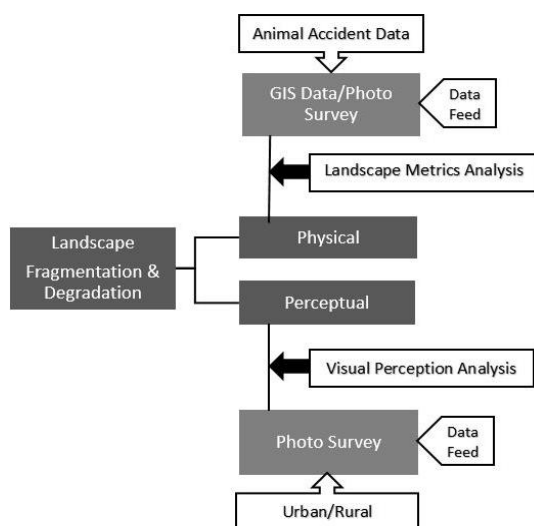 Animal Accident Data
GIS Data/Photo
Survey
Data
Feed
Landscape Metrics Analysis
Physical
Landscape
Fragmentation &
Degradation
Perceptual
Visual Perception Analysis
Photo Survey
Data
Feed
Urban/Rural